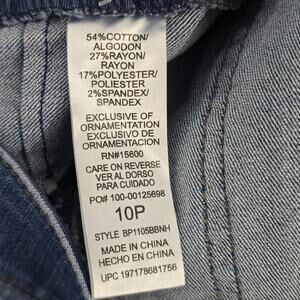 54%COTTON/
ALGODON
27%RAYON/
RAYON
17%POLYESTER/
POLIESTER
2%SPANDEX/
SPANDEX
EXCLUSIVE OF
ORNAMENTATION
EXCLUSIVO DE
ORNAMENTACION
RN#15600
CARE ON REVERSE
VER AL DORSO
PARA CUIDADO
PO# 100-00125698
10P
STYLE BP1105BBNH
MADE IN CHINA
HECHO EN CHINA
UPC 197178681756